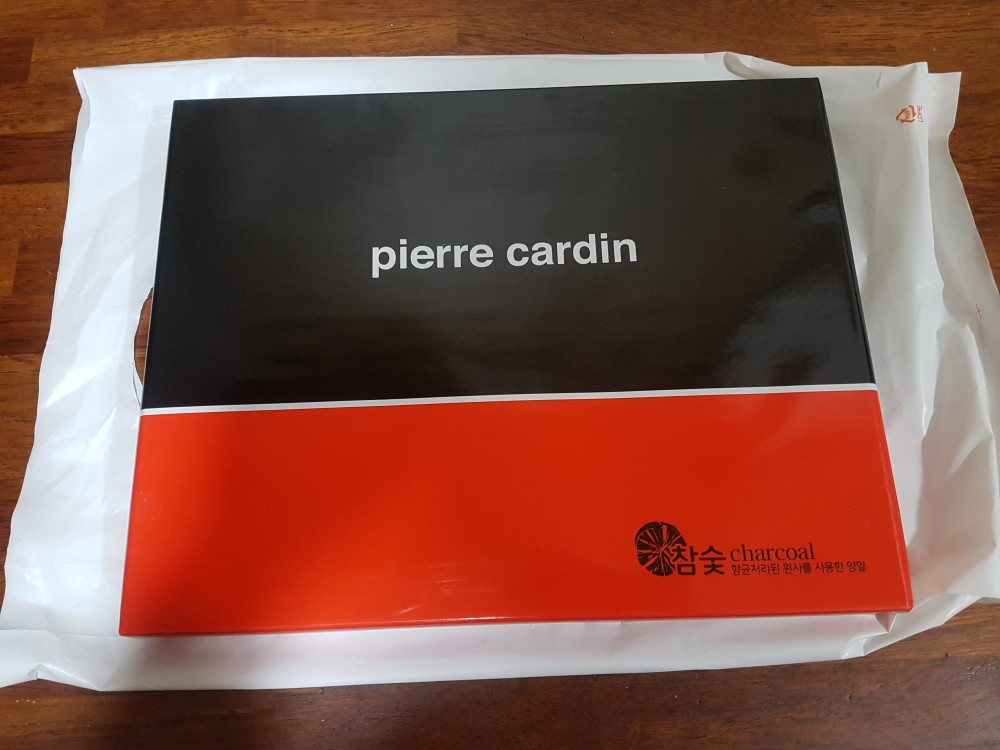 pierre cardin
참숯 charcoal
항균처리된 원사를 사용한 양말